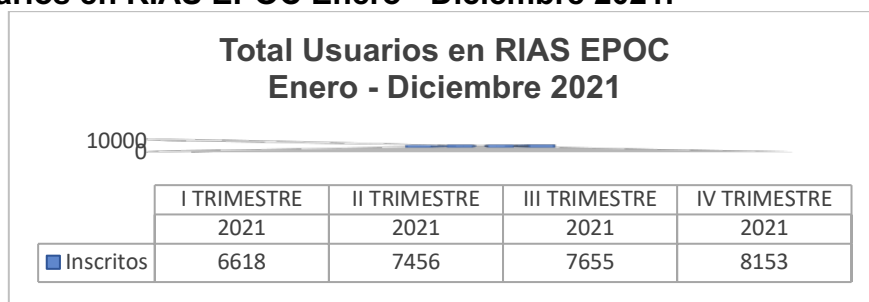 en RIAS EPOC Enero - Diciembre 2021.
Total Usuarios en RIAS EPOC
Enero - Diciembre 2021
10000
0
I TRIMESTRE II TRIMESTRE III TRIMESTRE IV TRIMESTRE
2021 2021 2021 2021
Inscritos 6618 7456 7655 8153